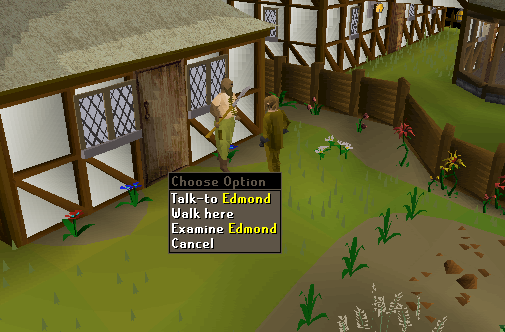 Choose Option
Talk-to Edmond
Walk here
Examine Edmond
Cancel